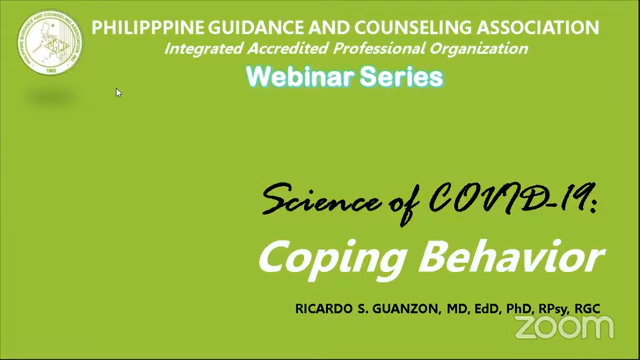 PHILIPPPINE GUIDANCE AND COUNSELING ASSOCIATION
Integrated Accredited Professional Organization
Webinar Series
Science of COVID-19:
Coping Behavior
RICARDO S. GUANZON, MD, EdD, PhD, RPsy, RGC
zoom